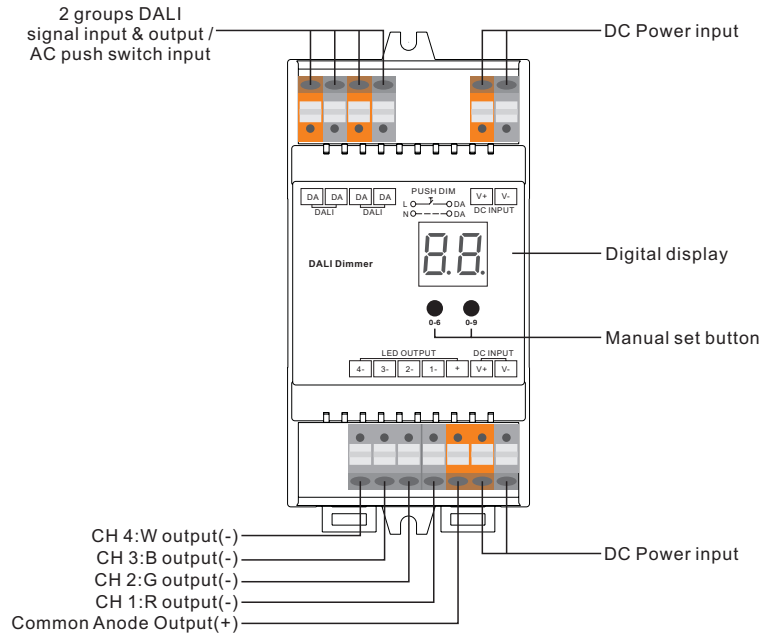 2 groups DALI
signal input & output /
AC push switch input
DC Power input
DA DA DA DA
DALI DALI
PUSH DIM
L DA
N DA
V+ V-
DC INPUT
DALI Dimmer
8.8.
Digital display
0-6 0-9
Manual set button
LED OUTPUT DC INPUT
4- 3- 2- 1- + V+ V-
CH 4:W output(-)
CH 3:B output(-)
CH 2:G output(-)
CH 1:R output(-)
Common Anode Output(+)
DC Power input